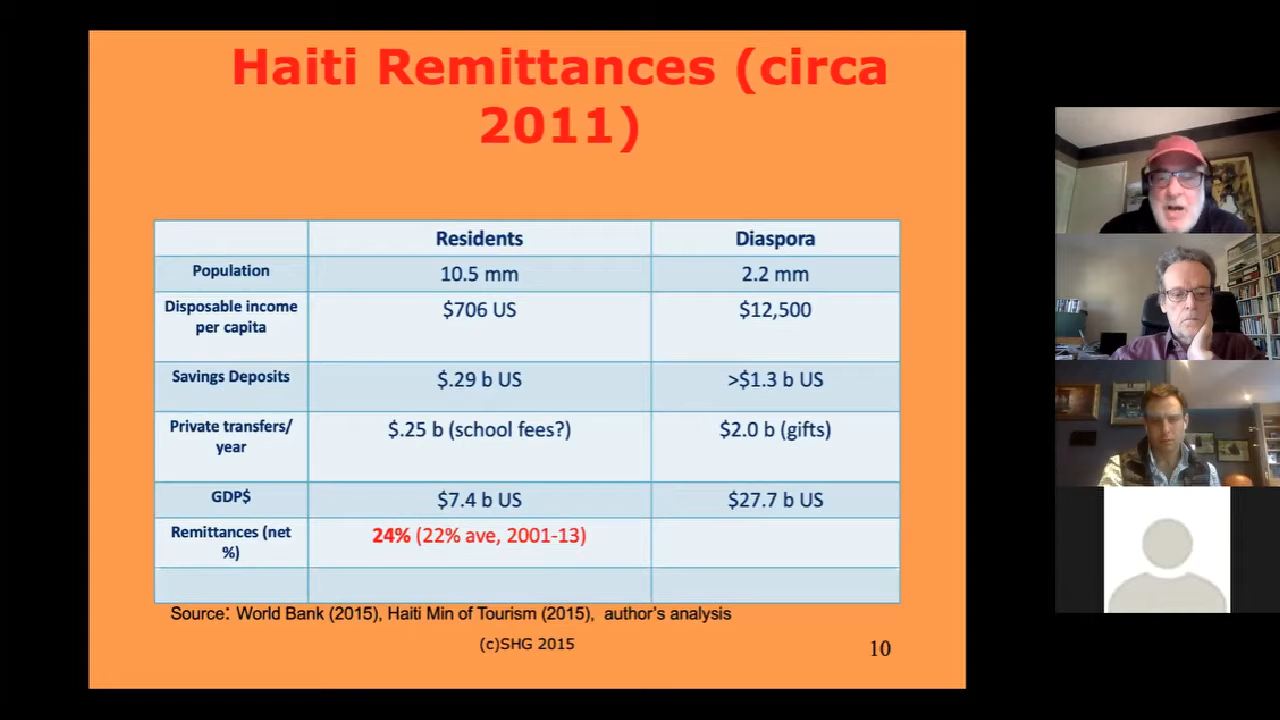 Haiti Remittances (circa
2011)
Residents
Diaspora
Population
10.5 mm
2.2 mm
Disposable income
per capita
$706 US
$12,500
Savings Deposits
$.29 b US
>$1.3 b US
Private transfers/
year
$.25 b (school fees?)
$2.0 b (gifts)
GDP$
$7.4 b US
$27.7 b US
Remittances (net
%)
24% (22% ave, 2001-13)
Source: World Bank (2015), Haiti Min of Tourism (2015), author's analysis
(c)SHG 2015
10